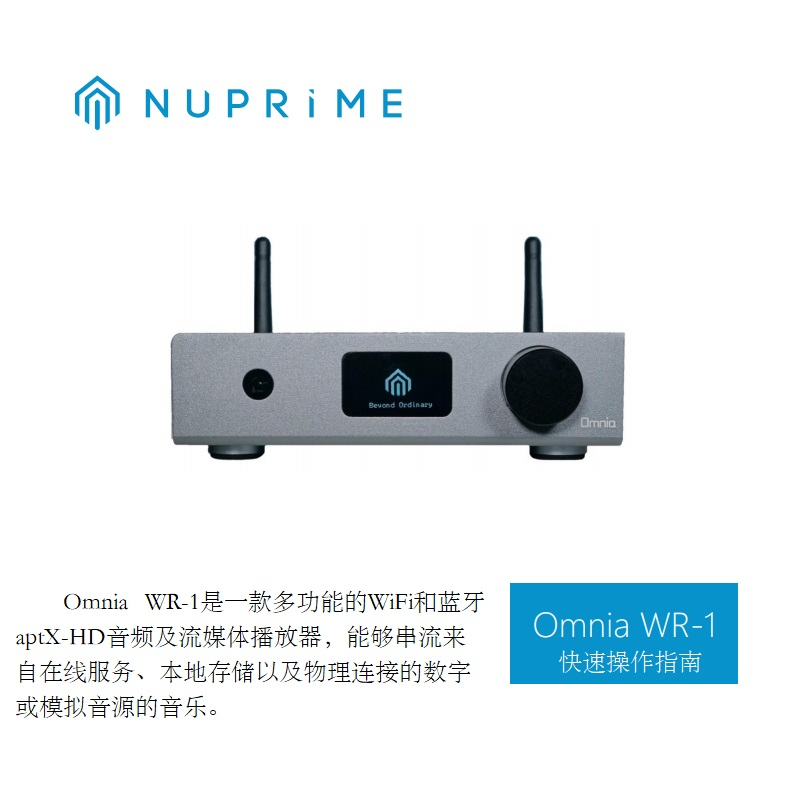 NUPRiME
Beyond Ordinary
Omnia
Omnia WR-1是一款多功能的WiFi和蓝牙
aptX-HD音频及流媒体播放器，能够串流来
自在线服务、本地存储以及物理连接的数字
或模拟音源的音乐。
Omnia WR-1
快速操作指南